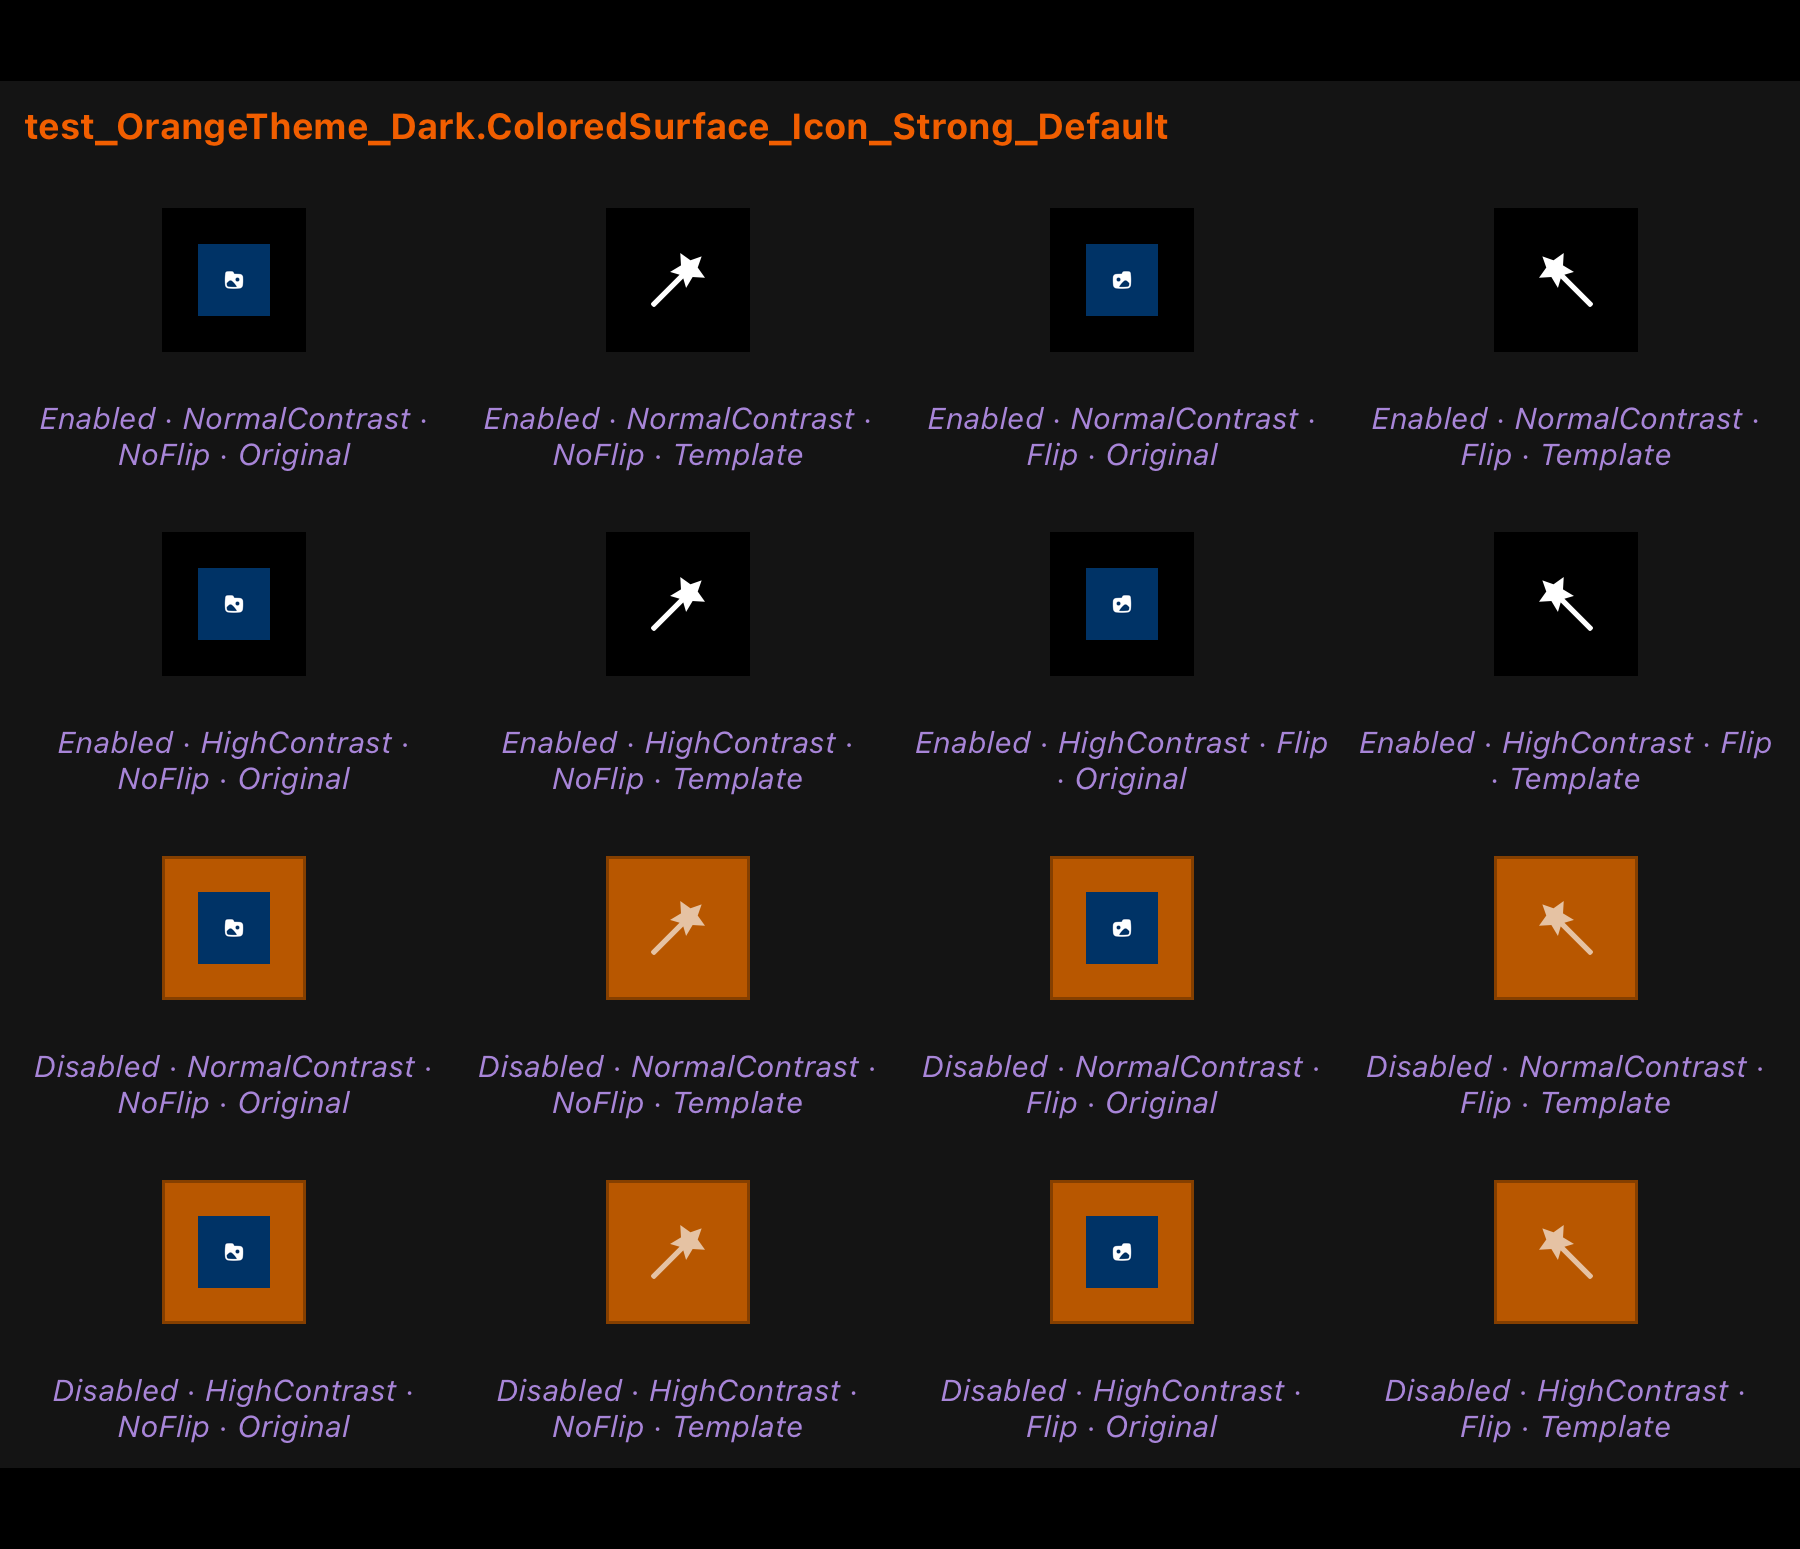 test_OrangeTheme_Dark.ColoredSurface_Icon_Strong_Default
Enabled · NormalContrast ·
NoFlip · Original
Enabled · NormalContrast ·
NoFlip · Template
Enabled · NormalContrast ·
Flip · Original
Enabled · NormalContrast ·
Flip · Template
Enabled · HighContrast ·
NoFlip · Original
Enabled · HighContrast ·
NoFlip · Template
Enabled · HighContrast · Flip
· Original
Enabled · HighContrast · Flip
· Template
Disabled · NormalContrast ·
NoFlip · Original
Disabled · NormalContrast ·
NoFlip · Template
Disabled · NormalContrast ·
Flip · Original
Disabled · NormalContrast ·
Flip · Template
Disabled · HighContrast ·
NoFlip · Original
Disabled · HighContrast ·
NoFlip · Template
Disabled · HighContrast ·
Flip · Original
Disabled · HighContrast ·
Flip · Template